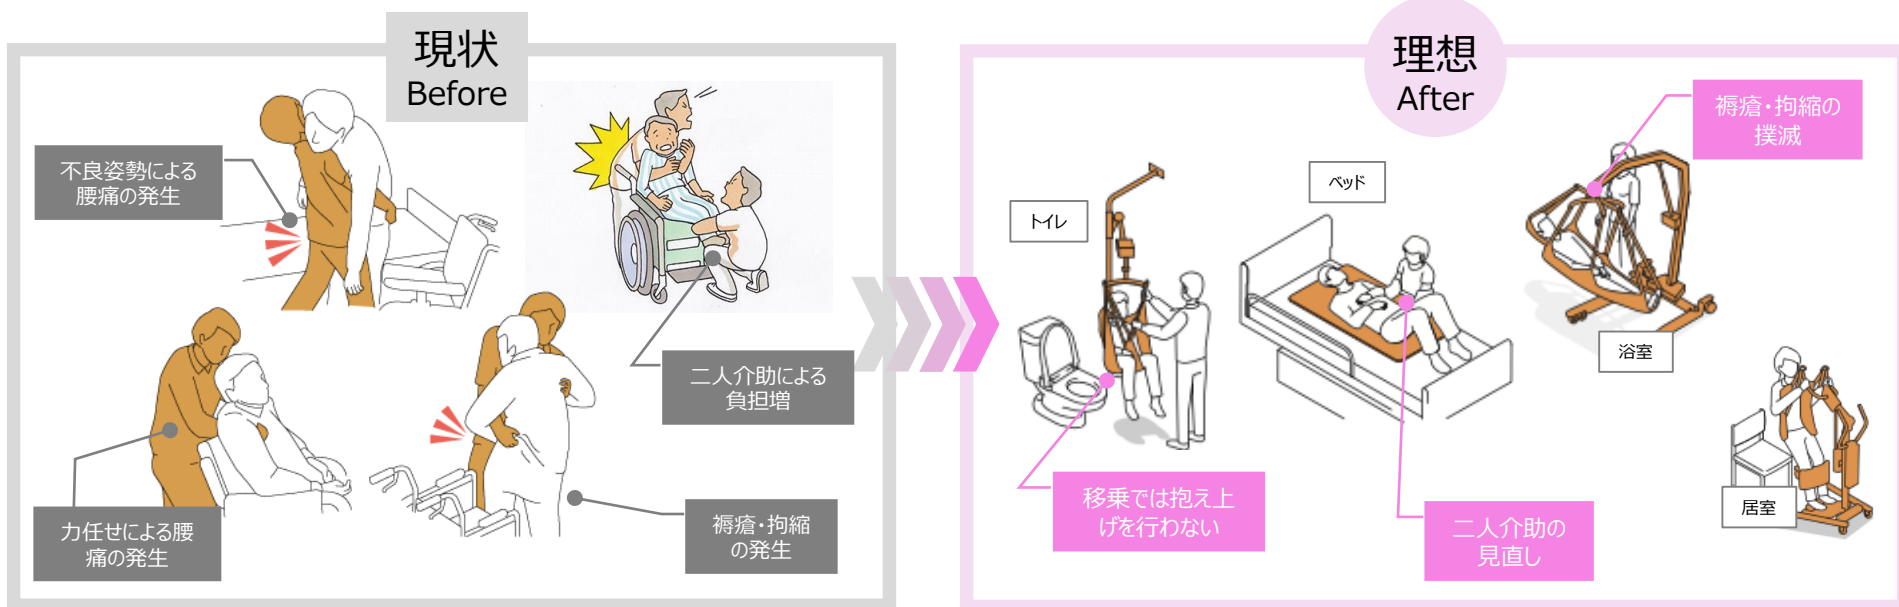 現状
Before
不良姿勢による
腰痛の発生
二人介助による
負担増
力任せによる腰
痛の発生
褥瘡・拘縮
の発生
理想
After
褥瘡・拘縮の
撲滅
ベッド
トイレ
浴室
居室
移乗では抱え上
げを行わない
二人介助の
見直し